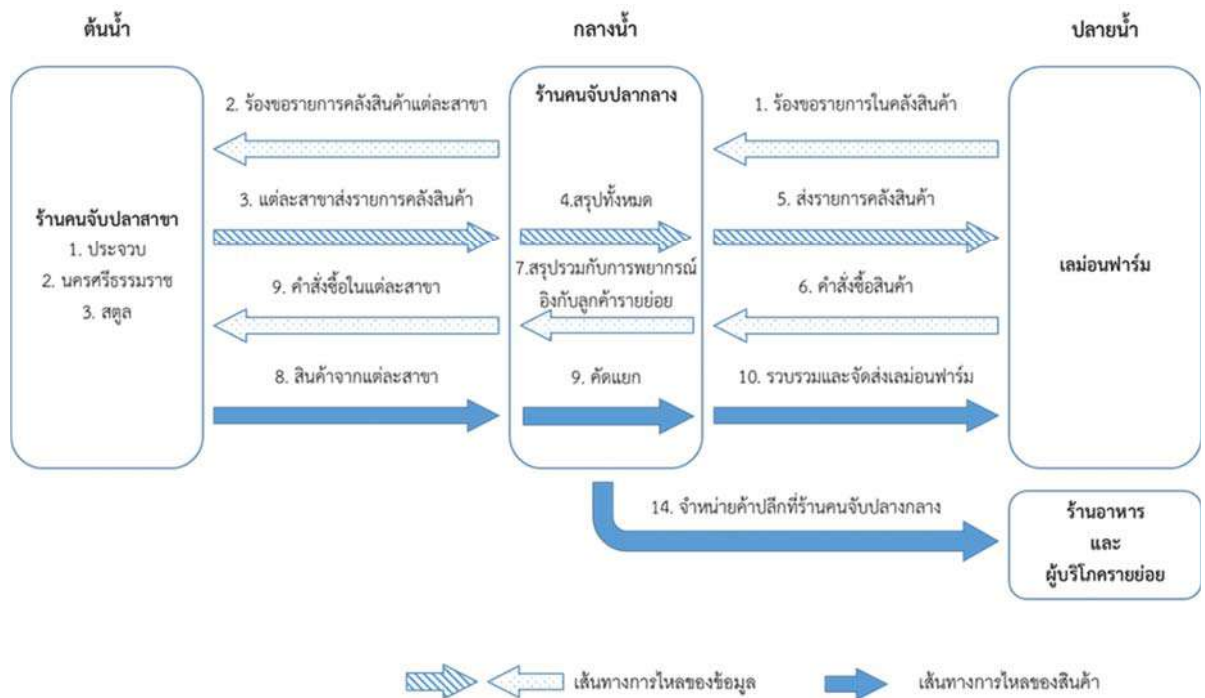 ต้นน้ำ
กลางน้ำ
ปลายน้ำ
ร้านคนจับปลากลาง
2. ร้องขอรายการคลังสินค้าแต่ละสาขา
1. ร้องขอรายการในคลังสินค้า
3. แต่ละสาขาส่งรายการคลังสินค้า
4.สรุปทั้งหมด
5. ส่งรายการคลังสินค้า
ร้านคนจับปลาสาขา
1. ประจวบ
2. นครศรีธรรมราช
3. สตูล
เลม่อนฟาร์ม
7.สรุปรวมกับการพยากรณ์
อิงกับลูกค้ารายย่อย
9. คำสั่งซื้อในแต่ละสาขา
6. คำสั่งซื้อสินค้า
8. สินค้าจากแต่ละสาขา
9. คัดแยก
10. รวบรวมและจัดส่งเลม่อนฟาร์ม
14. จำหน่ายค้าปลีกที่ร้านคนจับปลางกลาง
ร้านอาหาร
และ
ผู้บริโภครายย่อย
เส้นทางการไหลของข้อมูล
เส้นทางการไหลของสินค้า